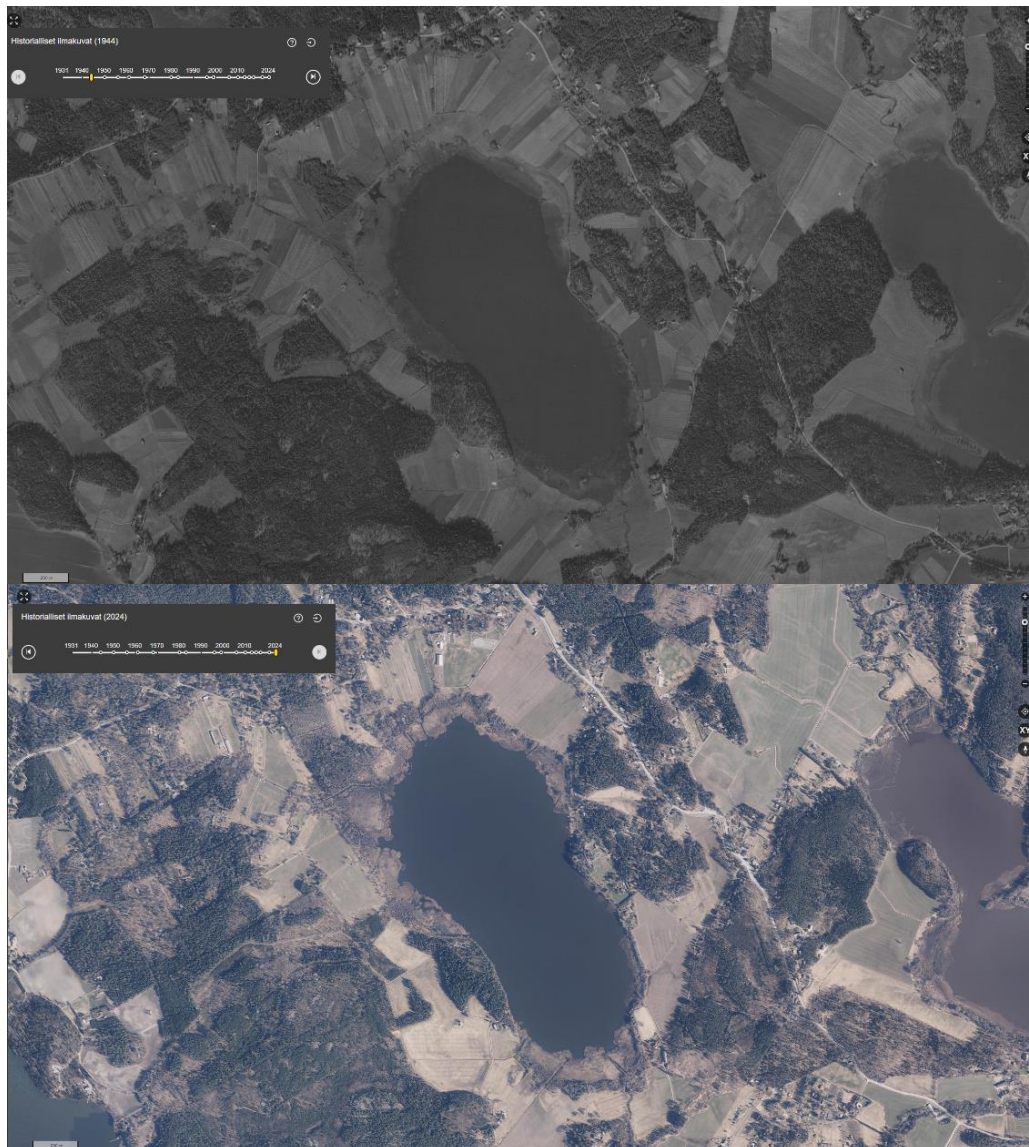 Historialliset ilmakuvat (1944)
1931 1940 1950 1960 1970 1980 1990 2000 2010 2024
Historialliset ilmakuvat (2024)
1931 1940 1950 1960 1970 1980 1990 2000 2010 2024
XY